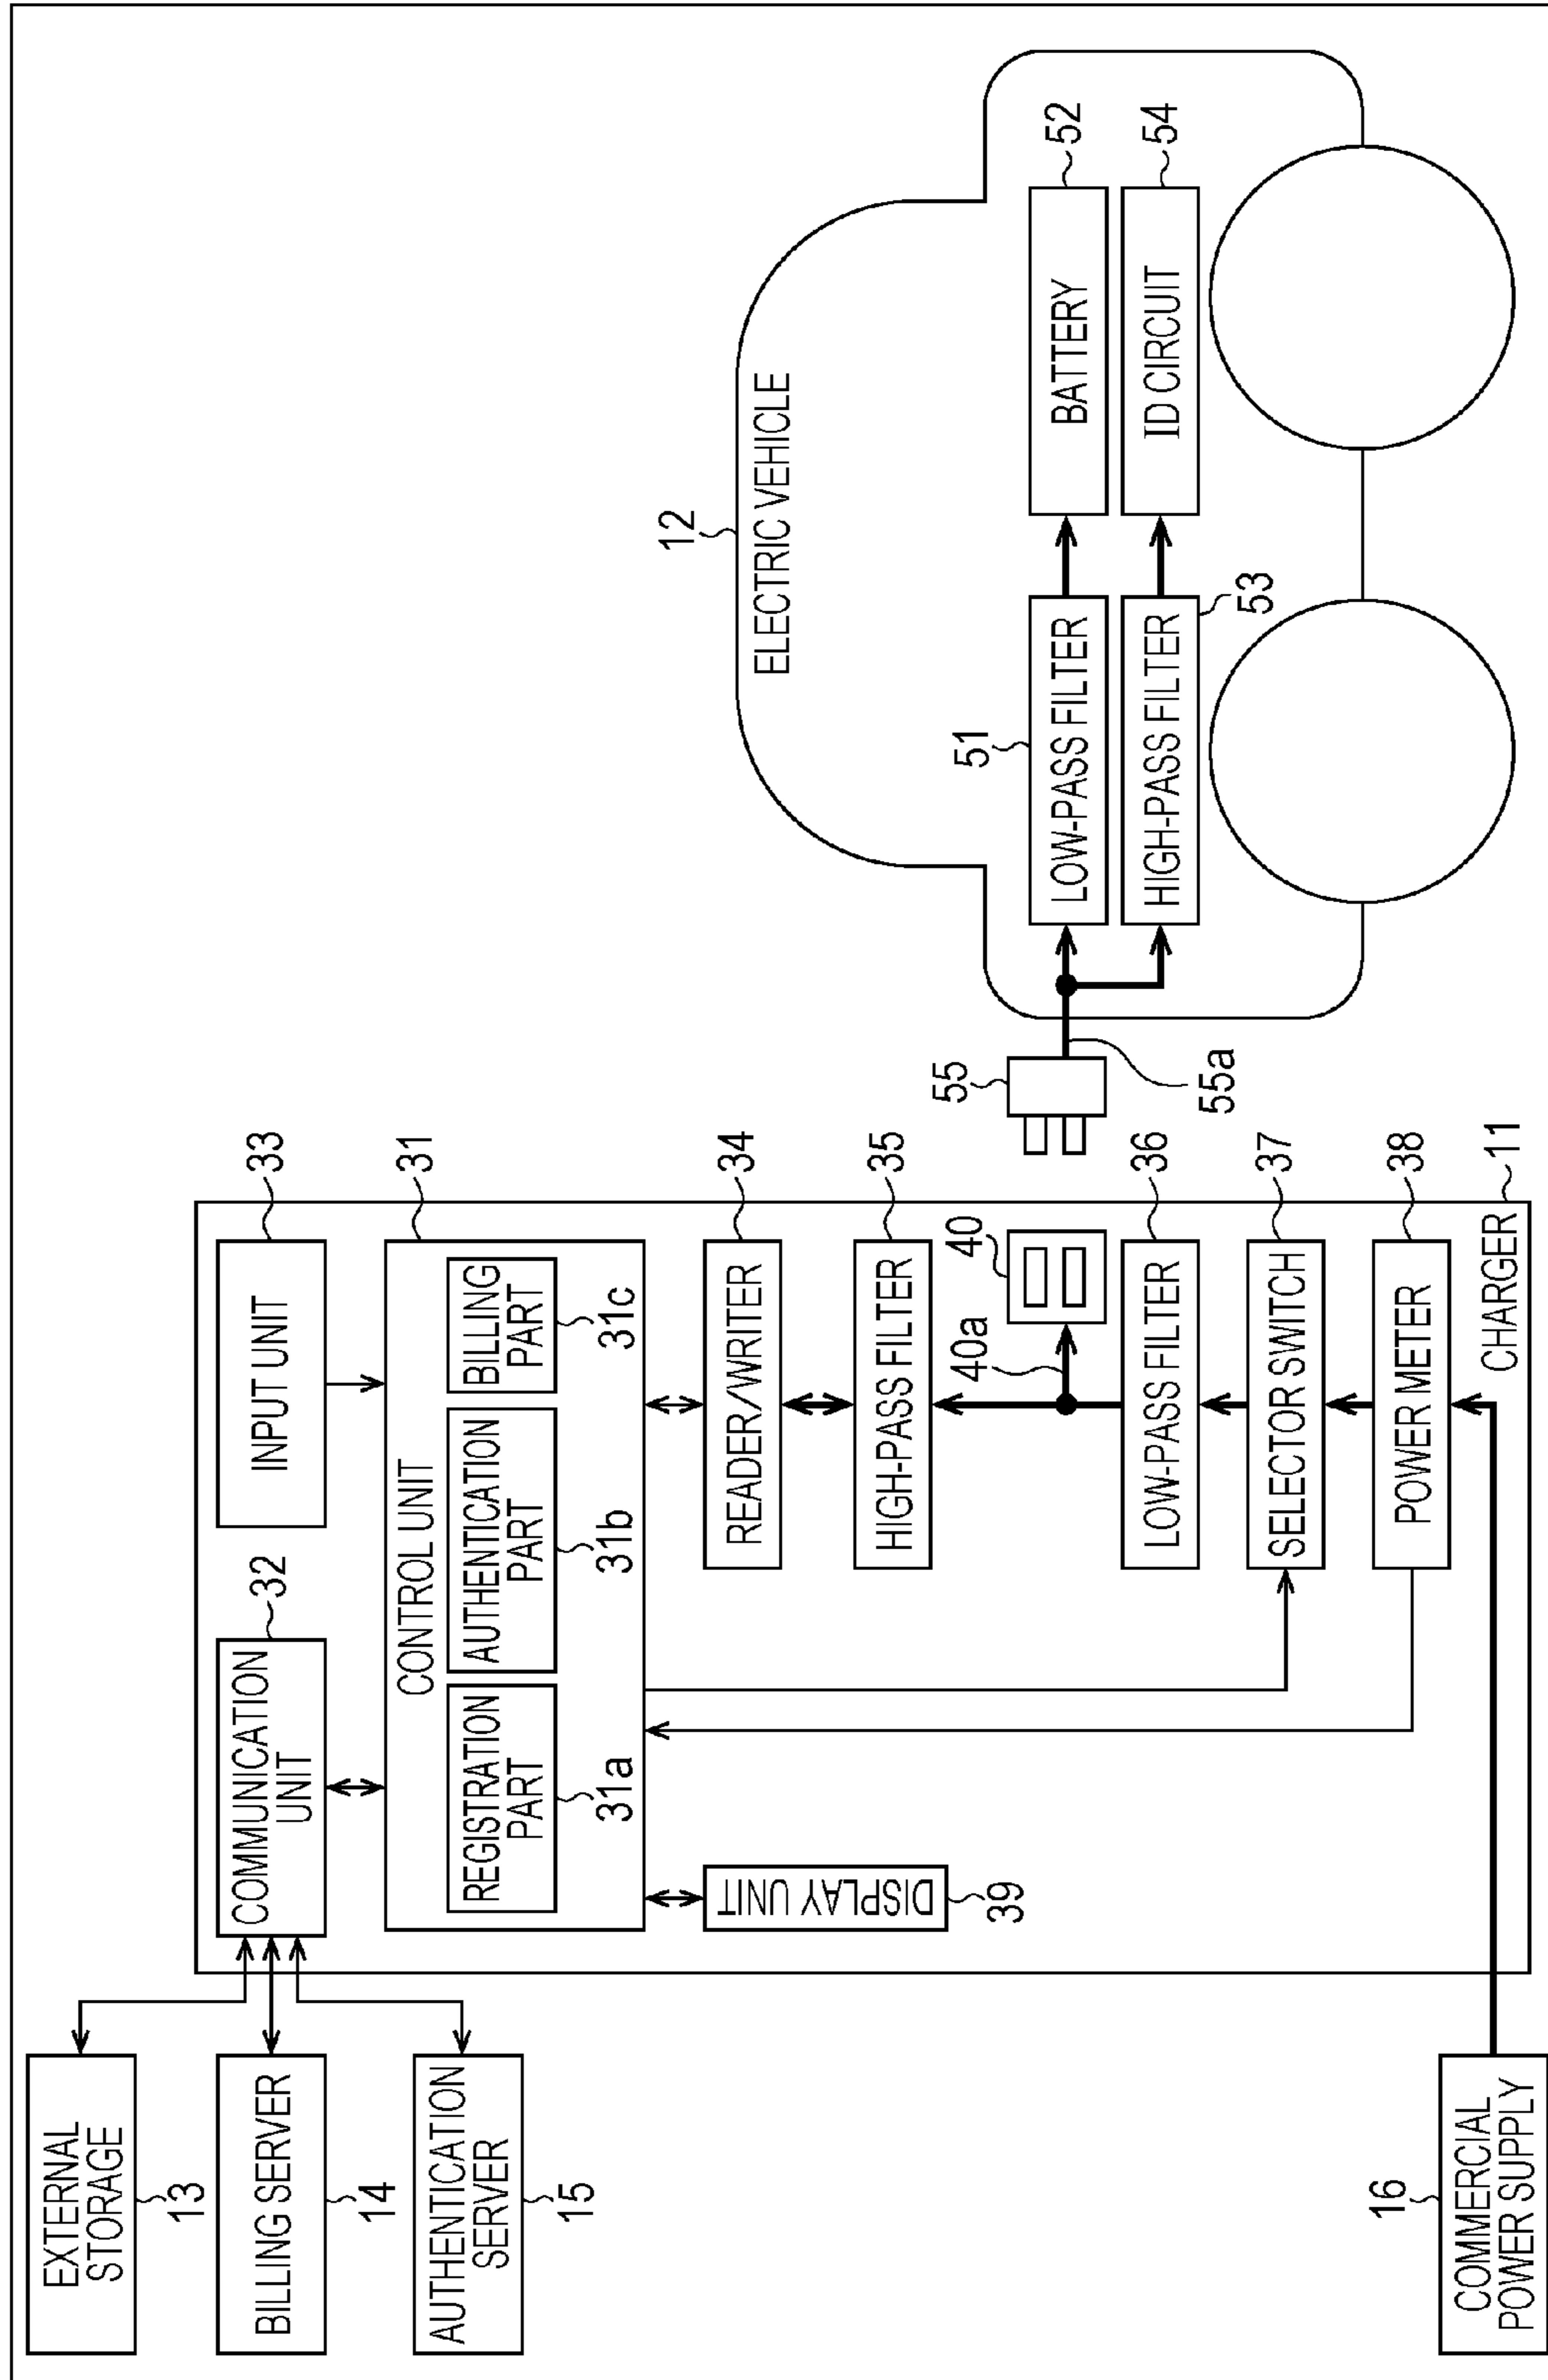 EXTERNAL
STORAGE
13
BILLING SERVER
14
AUTHENTICATION
SERVER
15
COMMERCIAL
POWER SUPPLY
16
COMMUNICATION
UNIT
32
INPUT UNIT
33
CONTROL UNIT
31
REGISTRATION
PART
31a
AUTHENTICATION
PART
31b
BILLING
PART
31c
DISPLAY UNIT
39
READER/WRITER
34
HIGH-PASS FILTER
35
40a
40
LOW-PASS FILTER
36
SELECTOR SWITCH
37
POWER METER
38
CHARGER
11
55
55a
12
ELECTRIC VEHICLE
51
LOW-PASS FILTER
BATTERY
52
HIGH-PASS FILTER
53
ID CIRCUIT
54